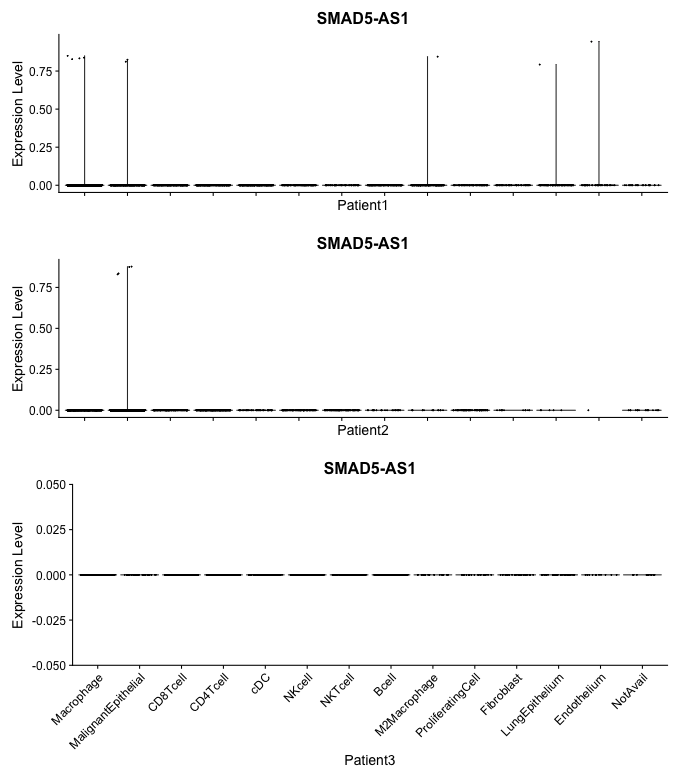 SMAD5-AS1
Expression Level
0.75
0.50
0.25
0.00
Patient1
SMAD5-AS1
Expression Level
0.75
0.50
0.25
0.00
Patient2
SMAD5-AS1
Expression Level
0.050
0.025
0.000
-0.025
-0.050
Macrophage
MalignantEpithelial
CD8Tcell
CD4Tcell
cDC
NKcell
NKTcell
Bcell
M2Macrophage
ProliferatingCell
Fibroblast
LungEpithelium
Endothelium
NotAvail
Patient3